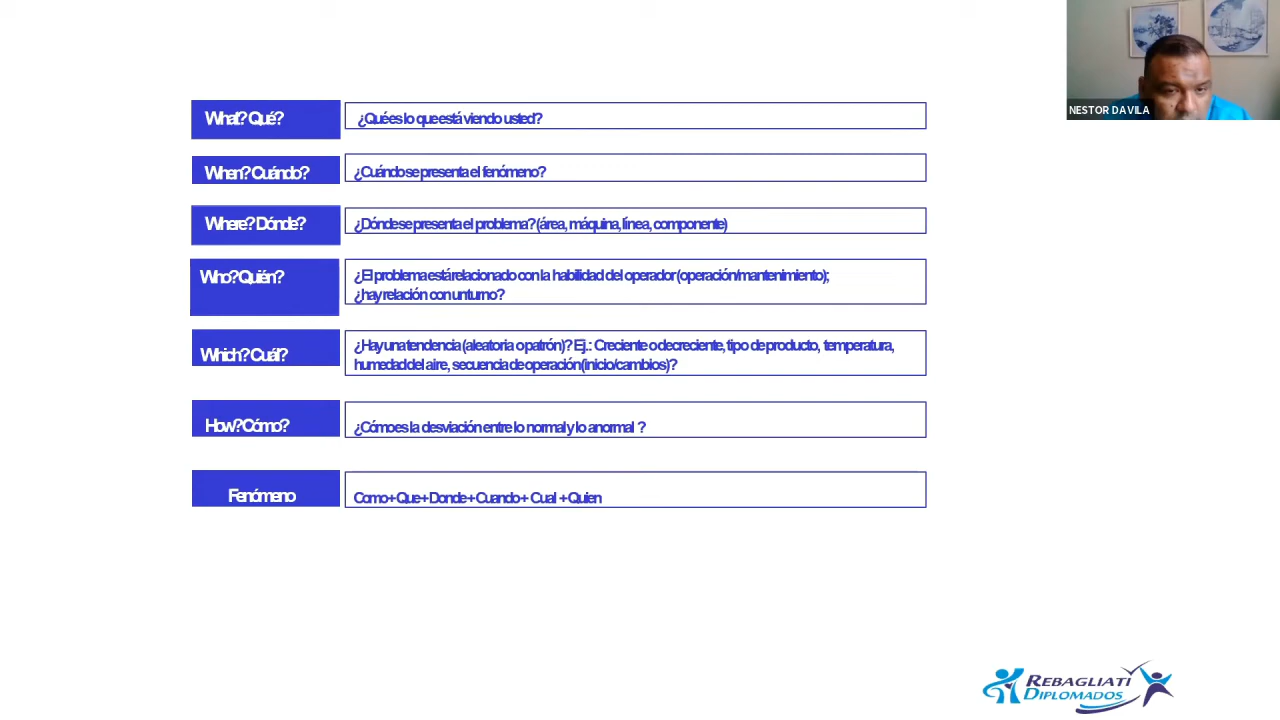 What? Qué?
¿Qué es lo que está viendo usted?
When? Cuándo?
¿Cuándo se presenta el fenómeno?
Where? Dónde?
¿Dónde se presenta el problema? (área, máquina, línea, componente)
Who? Quién?
¿El problema está relacionado con la habilidad del operador (operación/mantenimiento);
¿hay relación con un turno?
Which? Cuál?
¿Hay una tendencia (aleatoria o patrón)? Ej.: Creciente o decreciente, tipo de producto, temperatura,
humedad del aire, secuencia de operación (inicio/cambios)?
How? Cómo?
¿Cómo es la desviación entre lo normal y lo anormal ?
Fenómeno
Como + Que + Donde + Cuando + Cual + Quien
NESTOR DAVILA
REBAGLIATI
DIPLOMADOS